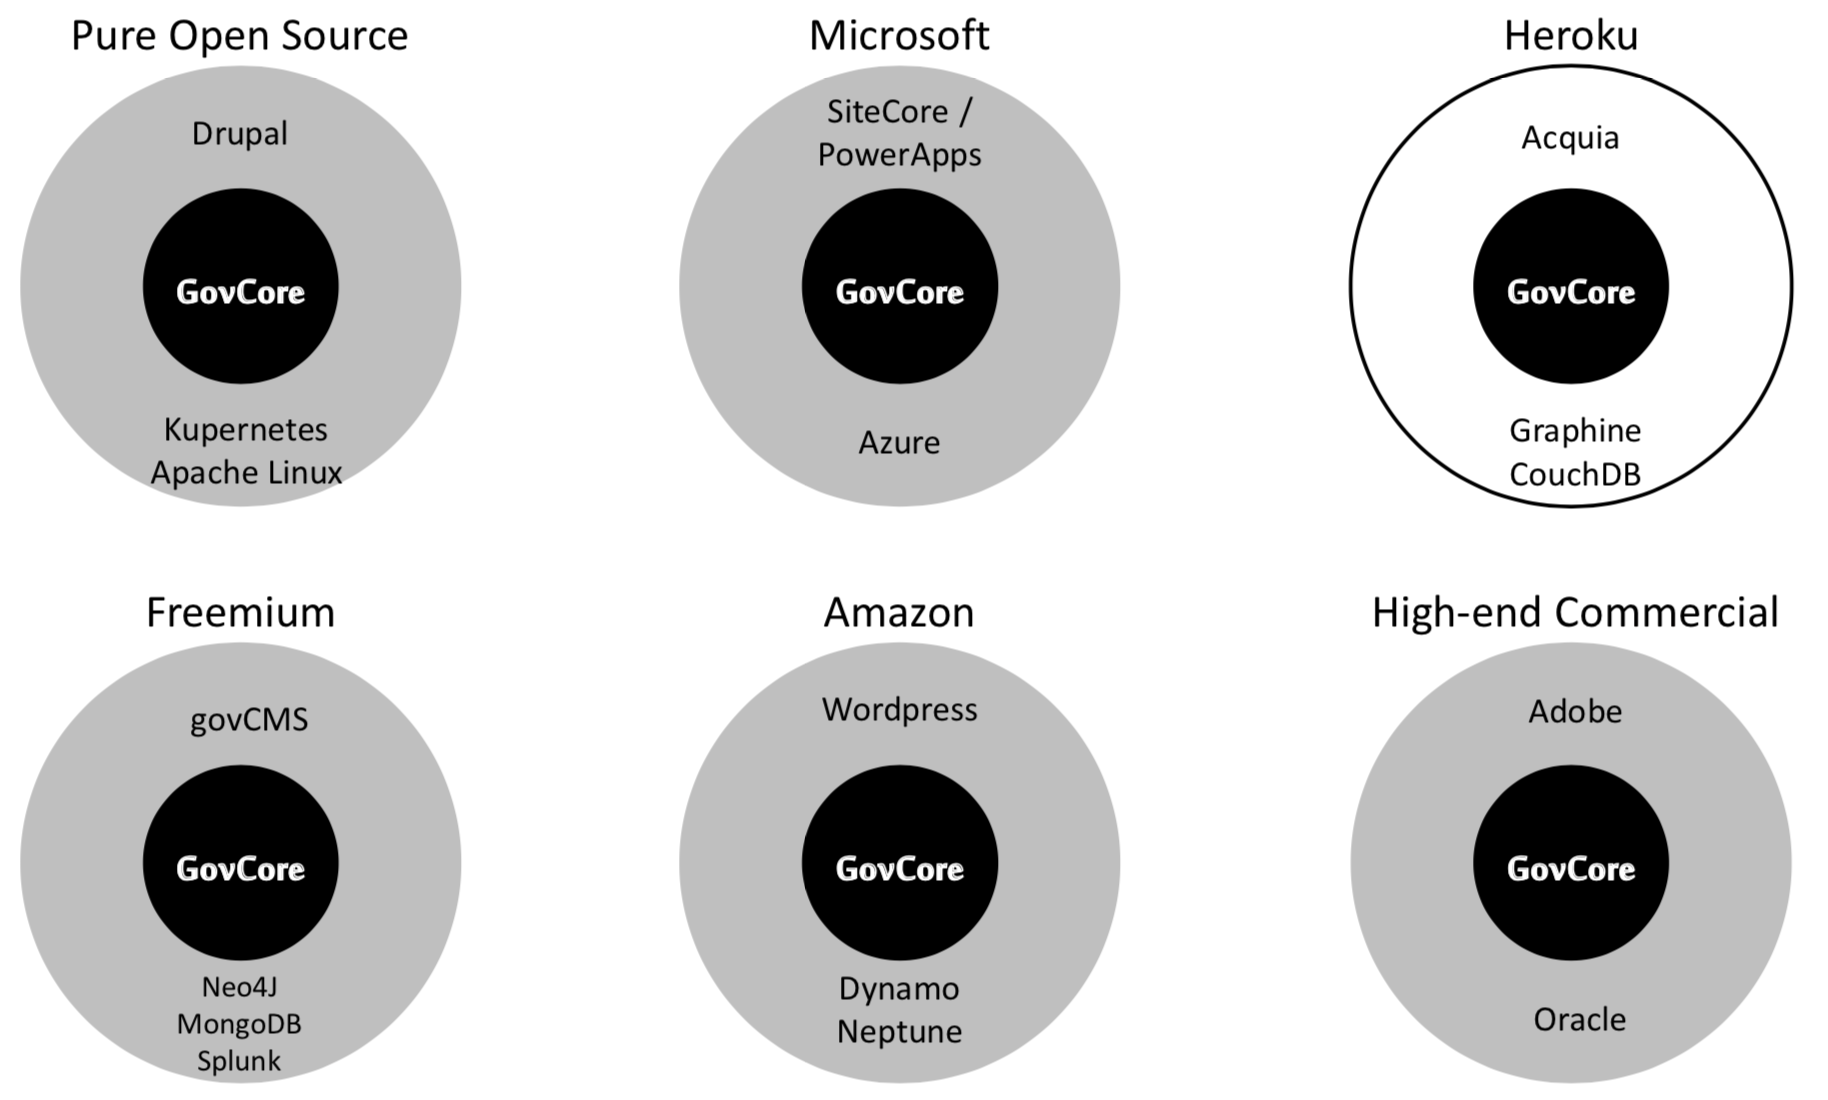 Pure Open Source
Drupal
GovCore
Kupernetes
Apache Linux
Microsoft
SiteCore /
PowerApps
GovCore
Azure
Heroku
Acquia
GovCore
Graphine
CouchDB
Freemium
govCMS
GovCore
Neo4J
MongoDB
Splunk
Amazon
Wordpress
GovCore
Dynamo
Neptune
High-end Commercial
Adobe
GovCore
Oracle